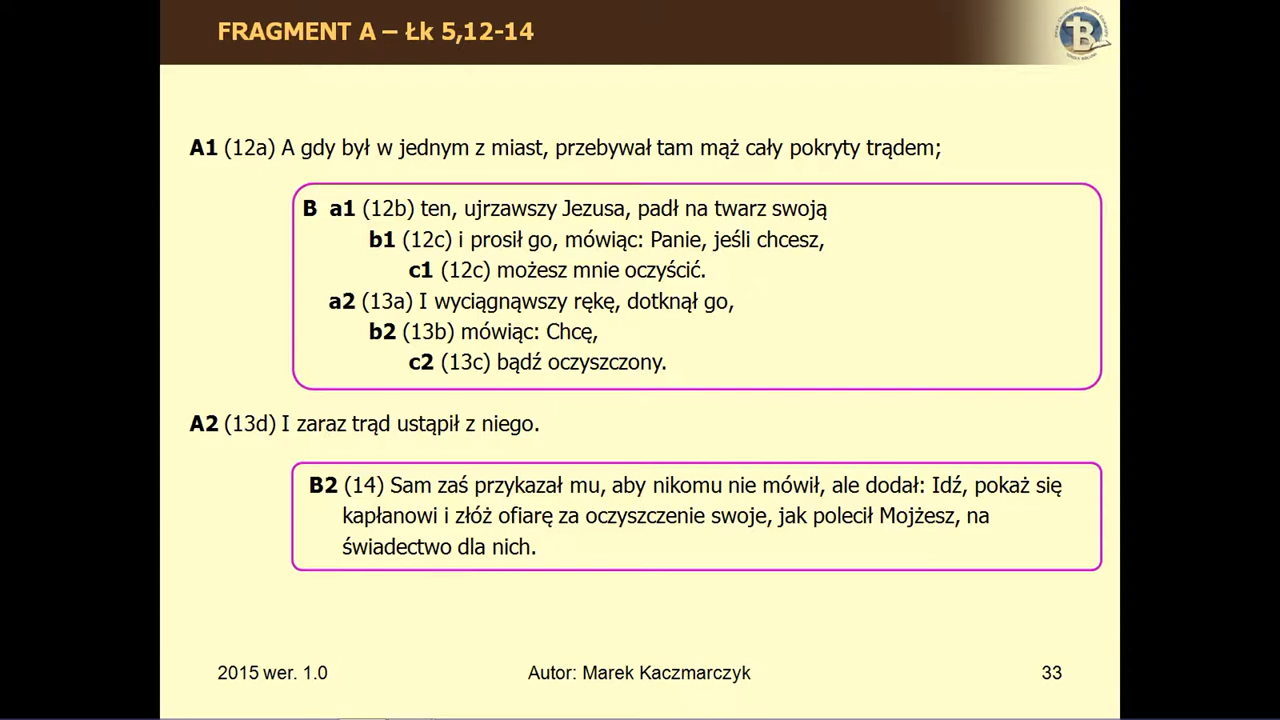 FRAGMENT A – Łk 5,12-14
A1 (12a) A gdy był w jednym z miast, przebywał tam mąż cały pokryty trądem;
B a1 (12b) ten, ujrzawszy Jezusa, padł na twarz swoją
b1 (12c) i prosił go, mówiąc: Panie, jeśli chcesz,
c1 (12c) możesz mnie oczyścić.
a2 (13a) I wyciągnąwszy rękę, dotknął go,
b2 (13b) mówiąc: Chcę,
c2 (13c) bądź oczyszczony.
A2 (13d) I zaraz trąd ustąpił z niego.
B2 (14) Sam zaś przykazał mu, aby nikomu nie mówił, ale dodał: Idź, pokaż się
kapłanowi i złóż ofiarę za oczyszczenie swoje, jak polecił Mojżesz, na
świadectwo dla nich.
2015 wer. 1.0
Autor: Marek Kaczmarczyk
33